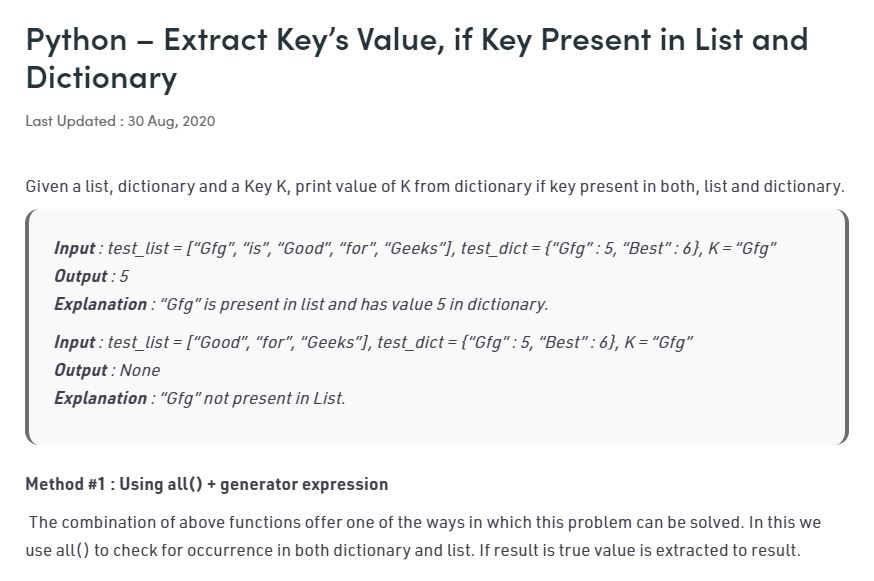 Python – Extract Key’s Value, if Key Present in List and
Dictionary
Last Updated : 30 Aug, 2020
Given a list, dictionary and a Key K, print value of K from dictionary if key present in both, list and dictionary.
Input : test_list = [“Gfg”, “is”, “Good”, “for”, “Geeks”], test_dict = {“Gfg” : 5, “Best” : 6}, K = “Gfg”
Output : 5
Explanation : “Gfg” is present in list and has value 5 in dictionary.
Input : test_list = [“Good”, “for”, “Geeks”], test_dict = {“Gfg” : 5, “Best” : 6}, K = “Gfg”
Output : None
Explanation : “Gfg” not present in List.
Method #1 : Using all() + generator expression
The combination of above functions offer one of the ways in which this problem can be solved. In this we
use all() to check for occurrence in both dictionary and list. If result is true value is extracted to result.